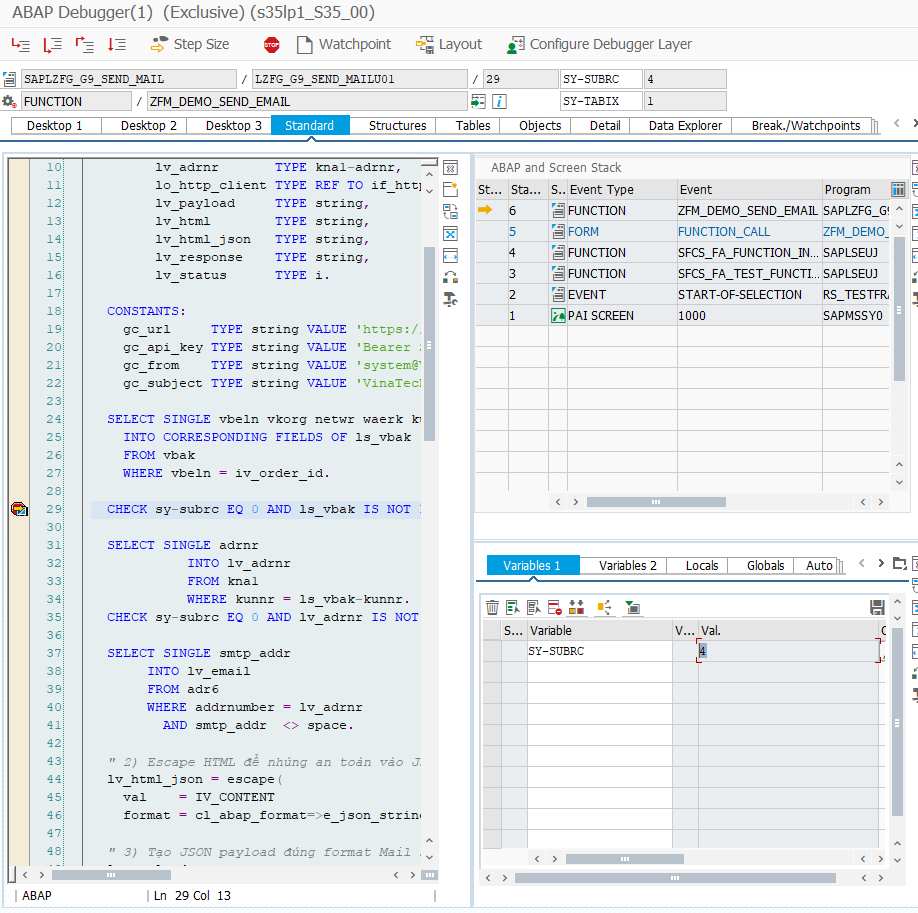 ABAP Debugger(1) (Exclusive) (s35lp1_S35_00)
Step Size STOP Watchpoint Layout Configure Debugger Layer
SAPLZFG_G9_SEND_MAIL / LZFG_G9_SEND_MAILU01 / 29 SY-SUBRC 4
FUNCTION / ZFM_DEMO_SEND_EMAIL SY-TABIX 1
Desktop 1 Desktop 2 Desktop 3 Standard Structures Tables Objects Detail Data Explorer Break./Watchpoints
10 lv_adrnr TYPE kna1-adrnr,
11 lo_http_client TYPE REF TO if_http
12 lv_payload TYPE string,
13 lv_html TYPE string,
14 lv_html_json TYPE string,
15 lv_response TYPE string,
16 lv_status TYPE i.
17
18 CONSTANTS:
19 gc_url TYPE string VALUE 'https:/
20 gc_api_key TYPE string VALUE 'Bearer
21 gc_from TYPE string VALUE 'system@
22 gc_subject TYPE string VALUE 'VinaTec
23
24 SELECT SINGLE vbeln vkorg netwr waerk
25 INTO CORRESPONDING FIELDS OF ls_vbak
26 FROM vbak
27 WHERE vbeln = iv_order_id.
28
29 CHECK sy-subrc EQ 0 AND ls_vbak IS NOT
30
31 SELECT SINGLE adrnr
32 INTO lv_adrnr
33 FROM kna1
34 WHERE kunnr = ls_vbak-kunnr.
35 CHECK sy-subrc EQ 0 AND lv_adrnr IS NOT
36
37 SELECT SINGLE smtp_addr
38 INTO lv_email
39 FROM adr6
40 WHERE addrnumber = lv_adrnr
41 AND smtp_addr <> space.
42
43 " 2) Escape HTML để nhúng an toàn vào J
44 lv_html_json = escape(
45 val = IV_CONTENT
46 format = cl_abap_format=>e_json_string
47
48 " 3) Tạo JSON payload đúng format Mail
ABAP Ln 29 Col 13
ABAP and Screen Stack
St... Sta... S.. Event Type Event Program
6 FUNCTION ZFM_DEMO_SEND_EMAIL SAPLZFG_G9
5 FORM FUNCTION_CALL ZFM_DEMO_
4 FUNCTION SFCS_FA_FUNCTION_IN... SAPLSEUJ
3 FUNCTION SFCS_FA_TEST_FUNCTI... SAPLSEUJ
2 EVENT START-OF-SELECTION RS_TESTFRA
1 PAI SCREEN 1000 SAPMSSY0
Variables 1 Variables 2 Locals Globals Auto
S... Variable V... Val. C
SY-SUBRC 4